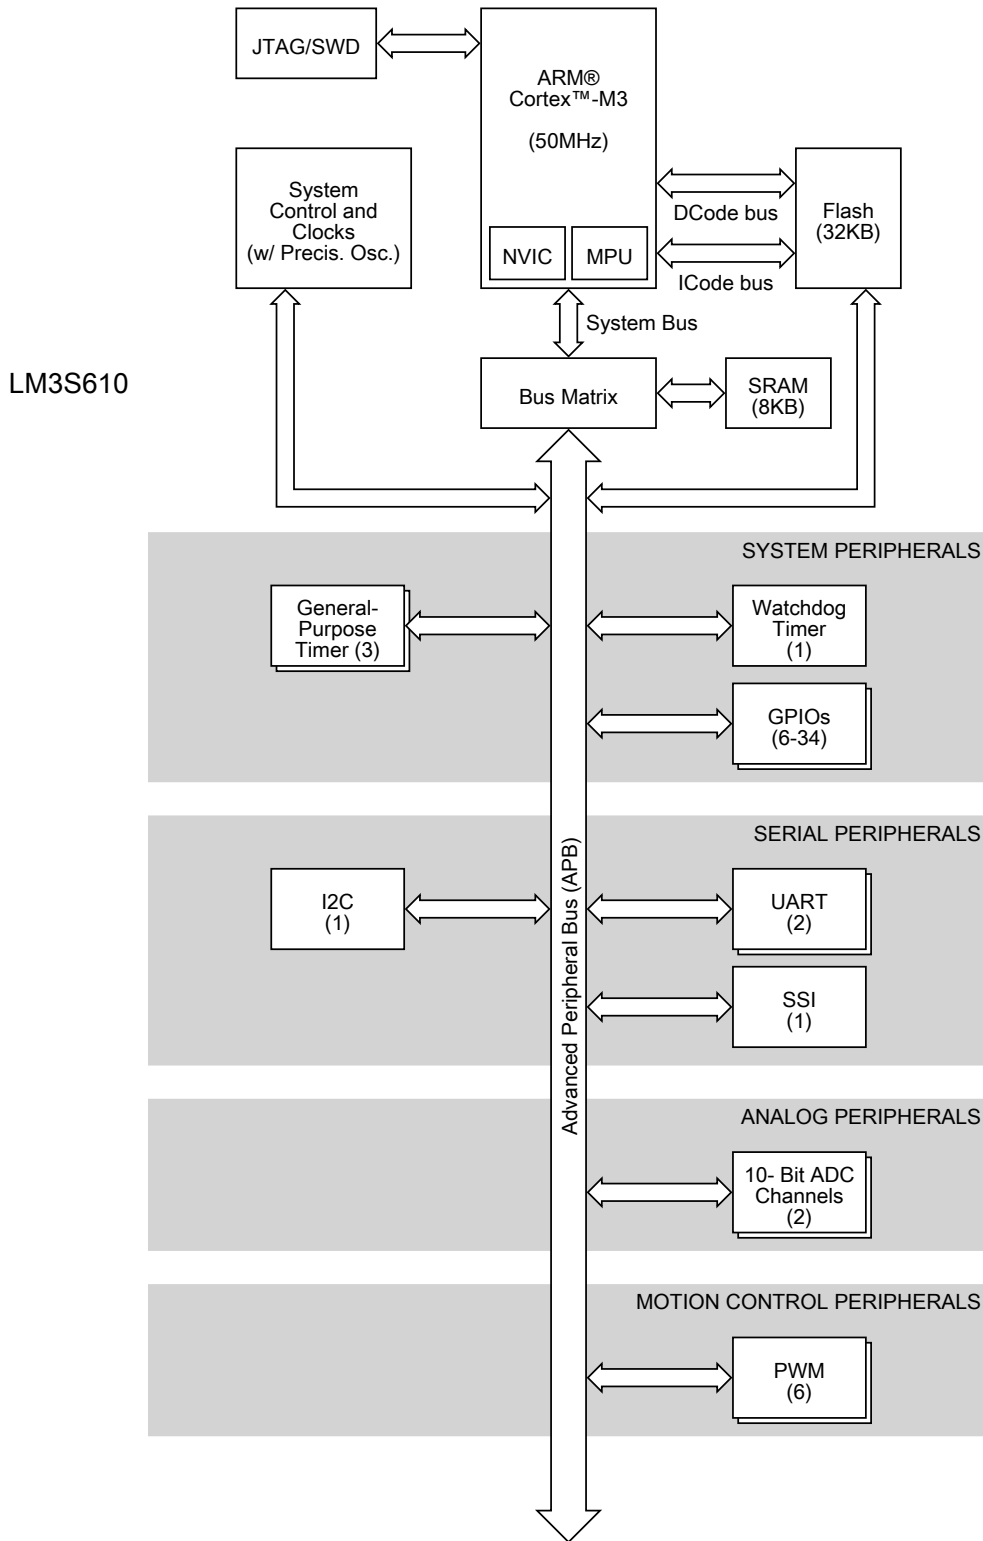 JTAG/SWD
ARM®
Cortex™-M3
(50MHz)
NVIC
MPU
System
Control and
Clocks
(w/ Precis. Osc.)
DCode bus
ICode bus
Flash
(32KB)
System Bus
LM3S610
Bus Matrix
SRAM
(8KB)
SYSTEM PERIPHERALS
General-
Purpose
Timer (3)
Watchdog
Timer
(1)
GPIOs
(6-34)
Advanced Peripheral Bus (APB)
SERIAL PERIPHERALS
I2C
(1)
UART
(2)
SSI
(1)
ANALOG PERIPHERALS
10- Bit ADC
Channels
(2)
MOTION CONTROL PERIPHERALS
PWM
(6)